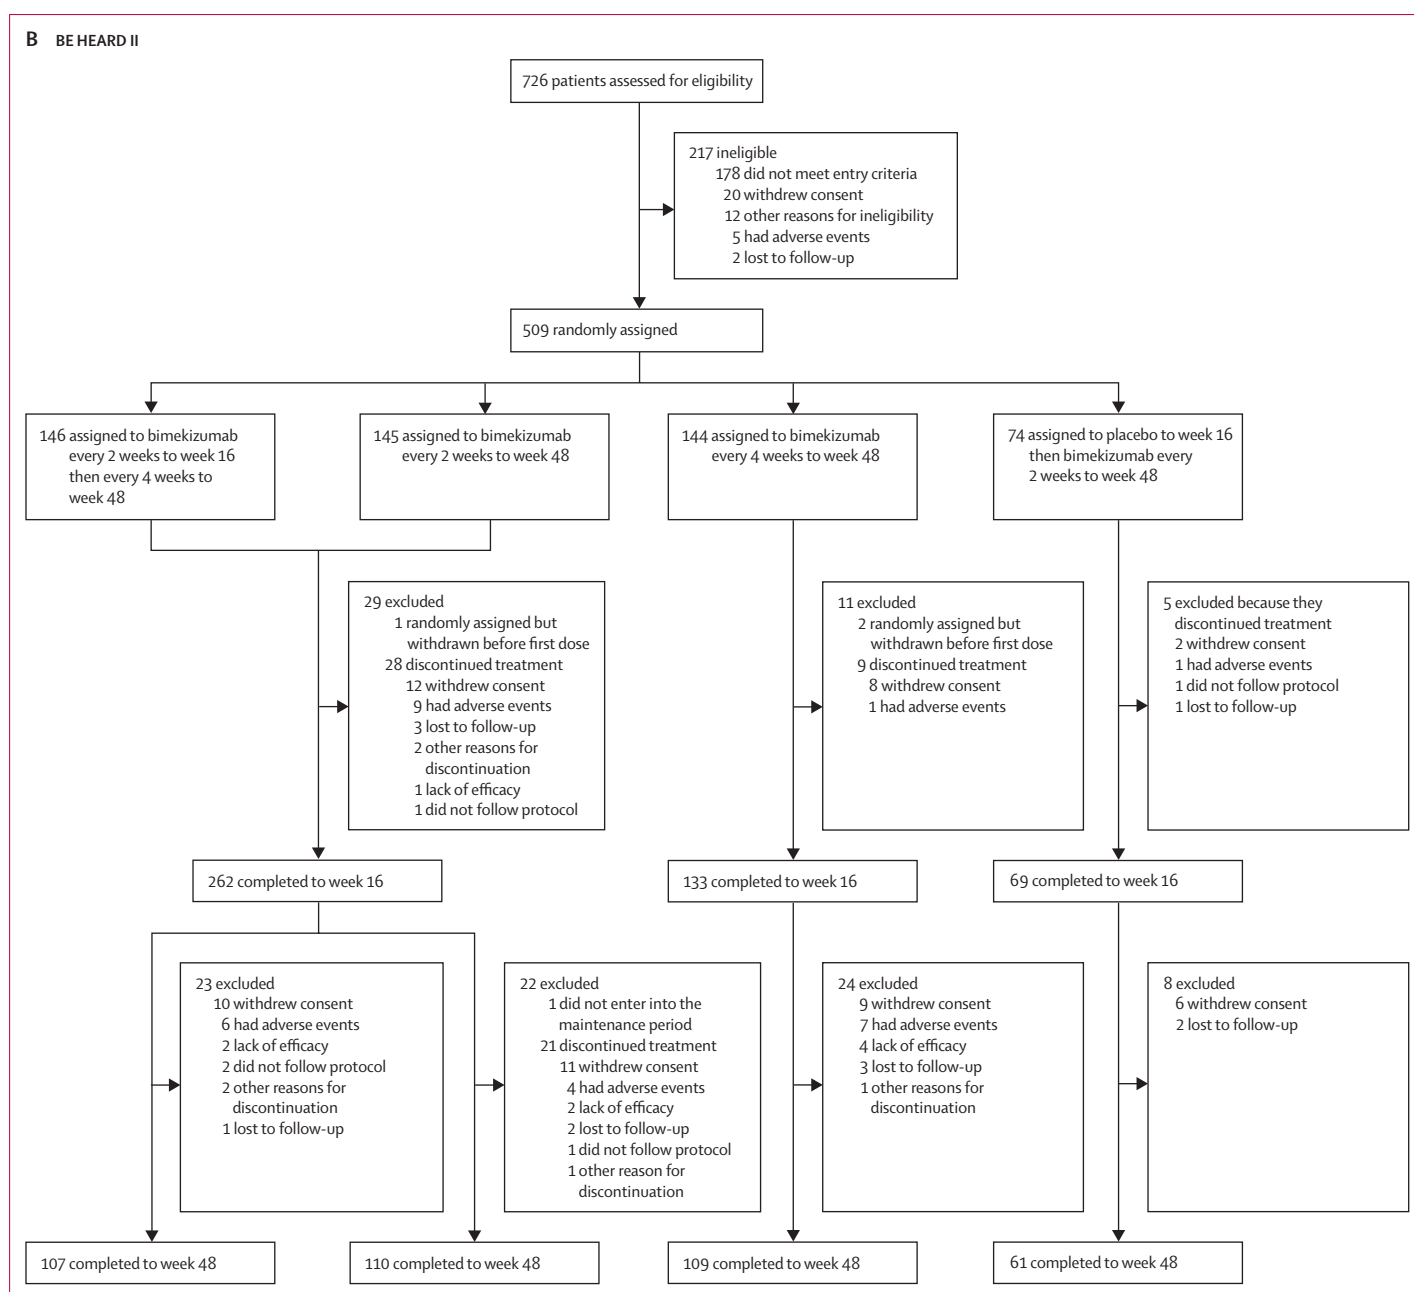 B BE HEARD II
726 patients assessed for eligibility
217 ineligible
178 did not meet entry criteria
20 withdrew consent
12 other reasons for ineligibility
5 had adverse events
2 lost to follow-up
509 randomly assigned
146 assigned to bimekizumab
every 2 weeks to week 16
then every 4 weeks to
week 48
145 assigned to bimekizumab
every 2 weeks to week 48
144 assigned to bimekizumab
every 4 weeks to week 48
74 assigned to placebo to week 16
then bimekizumab every
2 weeks to week 48
29 excluded
1 randomly assigned but
withdrawn before first dose
28 discontinued treatment
12 withdrew consent
9 had adverse events
3 lost to follow-up
2 other reasons for
discontinuation
1 lack of efficacy
1 did not follow protocol
11 excluded
2 randomly assigned but
withdrawn before first dose
9 discontinued treatment
8 withdrew consent
1 had adverse events
5 excluded because they
discontinued treatment
2 withdrew consent
1 had adverse events
1 did not follow protocol
1 lost to follow-up
262 completed to week 16
133 completed to week 16
69 completed to week 16
23 excluded
10 withdrew consent
6 had adverse events
2 lack of efficacy
2 did not follow protocol
2 other reasons for
discontinuation
1 lost to follow-up
22 excluded
1 did not enter into the
maintenance period
21 discontinued treatment
11 withdrew consent
4 had adverse events
2 lack of efficacy
2 lost to follow-up
1 did not follow protocol
1 other reason for
discontinuation
24 excluded
9 withdrew consent
7 had adverse events
4 lack of efficacy
3 lost to follow-up
1 other reasons for
discontinuation
8 excluded
6 withdrew consent
2 lost to follow-up
107 completed to week 48
110 completed to week 48
109 completed to week 48
61 completed to week 48